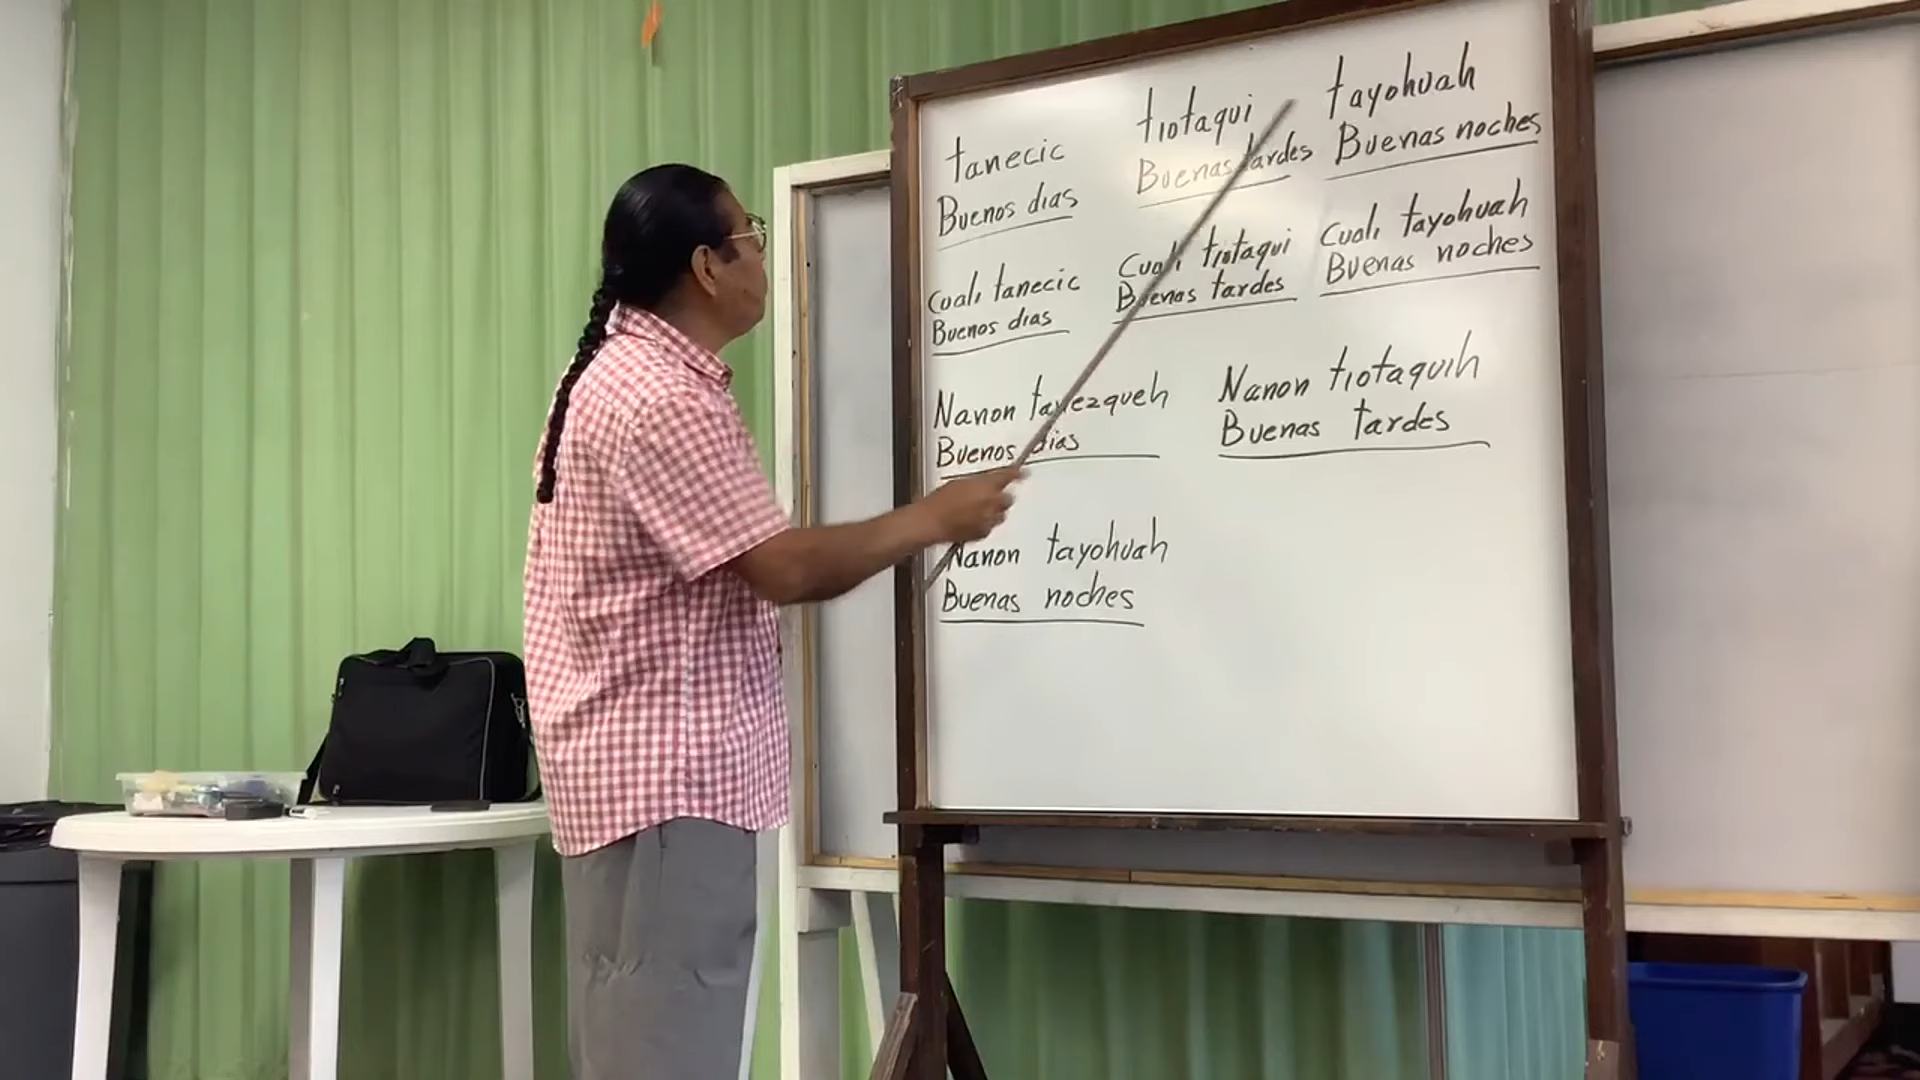 tanecic
Buenos dias
tiotaqui
Buenas tardes
tayohuah
Buenas noches
Cuali tanecic
Buenos dias
Cuali tiotaqui
Buenas tardes
Cuali tayohuah
Buenas noches
Nanon tanezqueh
Buenos dias
Nanon tiotaquih
Buenas tardes
Nanon tayohuah
Buenas noches